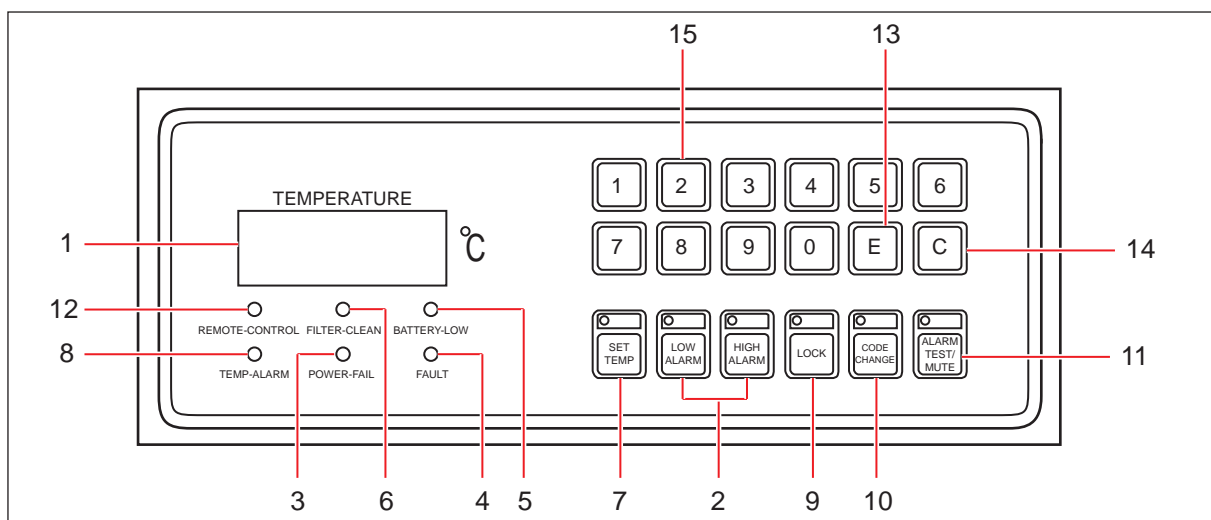 15 13
TEMPERATURE
1 2 3 4 5 6
1 °C 7 8 9 0 E C 14
12
REMOTE-CONTROL FILTER-CLEAN BATTERY-LOW
8
TEMP-ALARM POWER-FAIL FAULT
SET
TEMP
LOW
ALARM
HIGH
ALARM
LOCK
CODE
CHANGE
ALARM
TEST/
MUTE
11
3 6 4 5 7 2 9 10